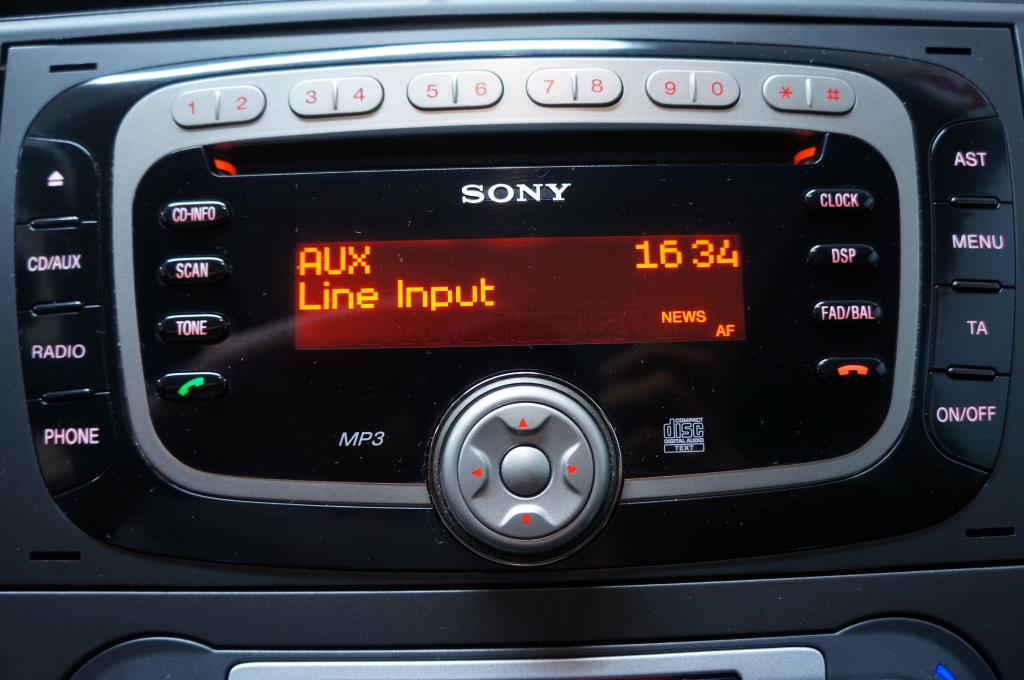 1 2 3 4 5 6 7 8 9 0 * #
SONY
AST
CD-INFO
CLOCK
CD/AUX
SCAN
AUX 16 34
DSP
MENU
Line Input
TONE
NEWS
FAD/BAL
TA
AF
RADIO
PHONE
MP3
COMPACT
disc
DIGITAL AUDIO
TEXT
ON/OFF